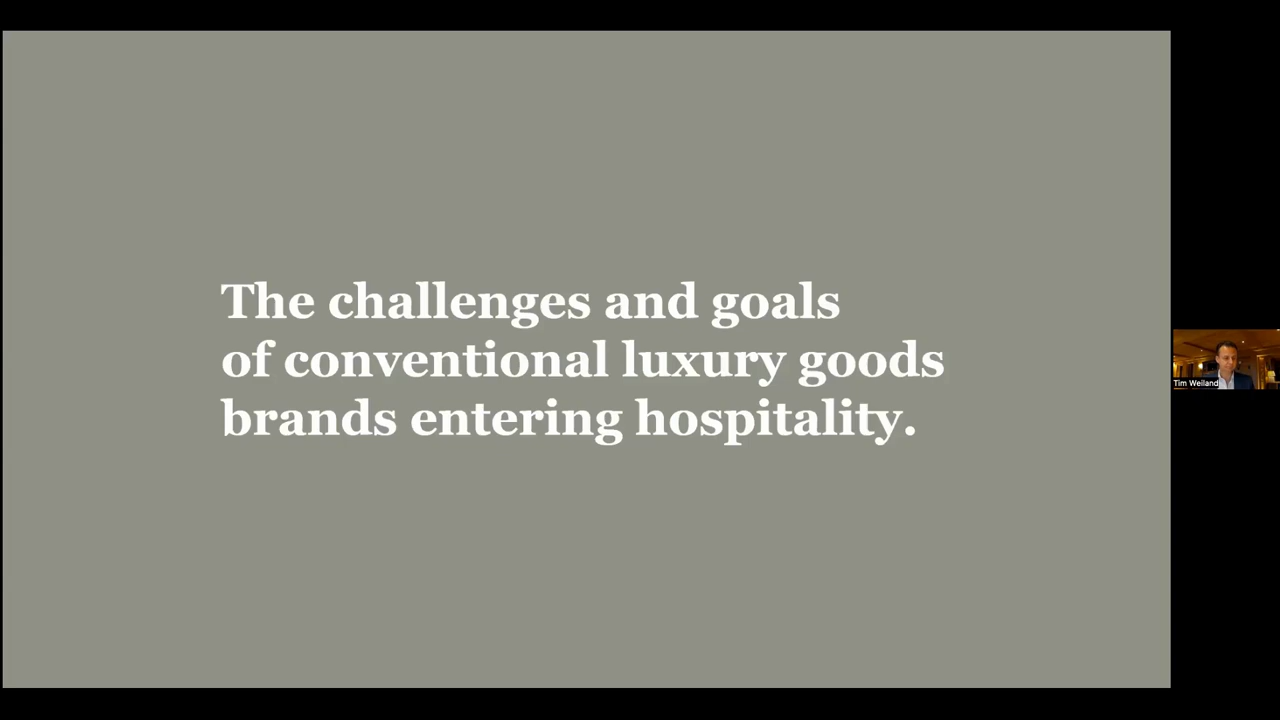 The challenges and goals
of conventional luxury goods
brands entering hospitality.
Tim Weiland